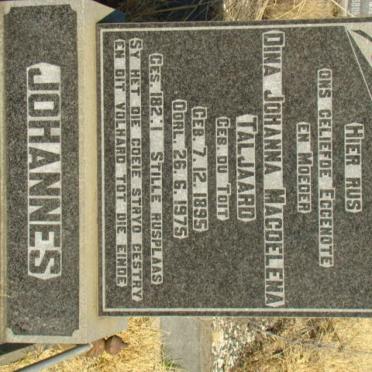 HIER RUS
ONS GELIEFDE EGGENOTE
EN MOEDER
DINA JOHANNA MAGDELENA
TALJAARD
GEB DU TOIT
GEB. 7.12.1895
OORL. 28.6.1975
GES. 182.1 STILLE RUSPLAAS
SY HET DIE GOEIE STRYD GESTRY
EN DIT VOLHARD TOT DIE EINDE
JOHANNES